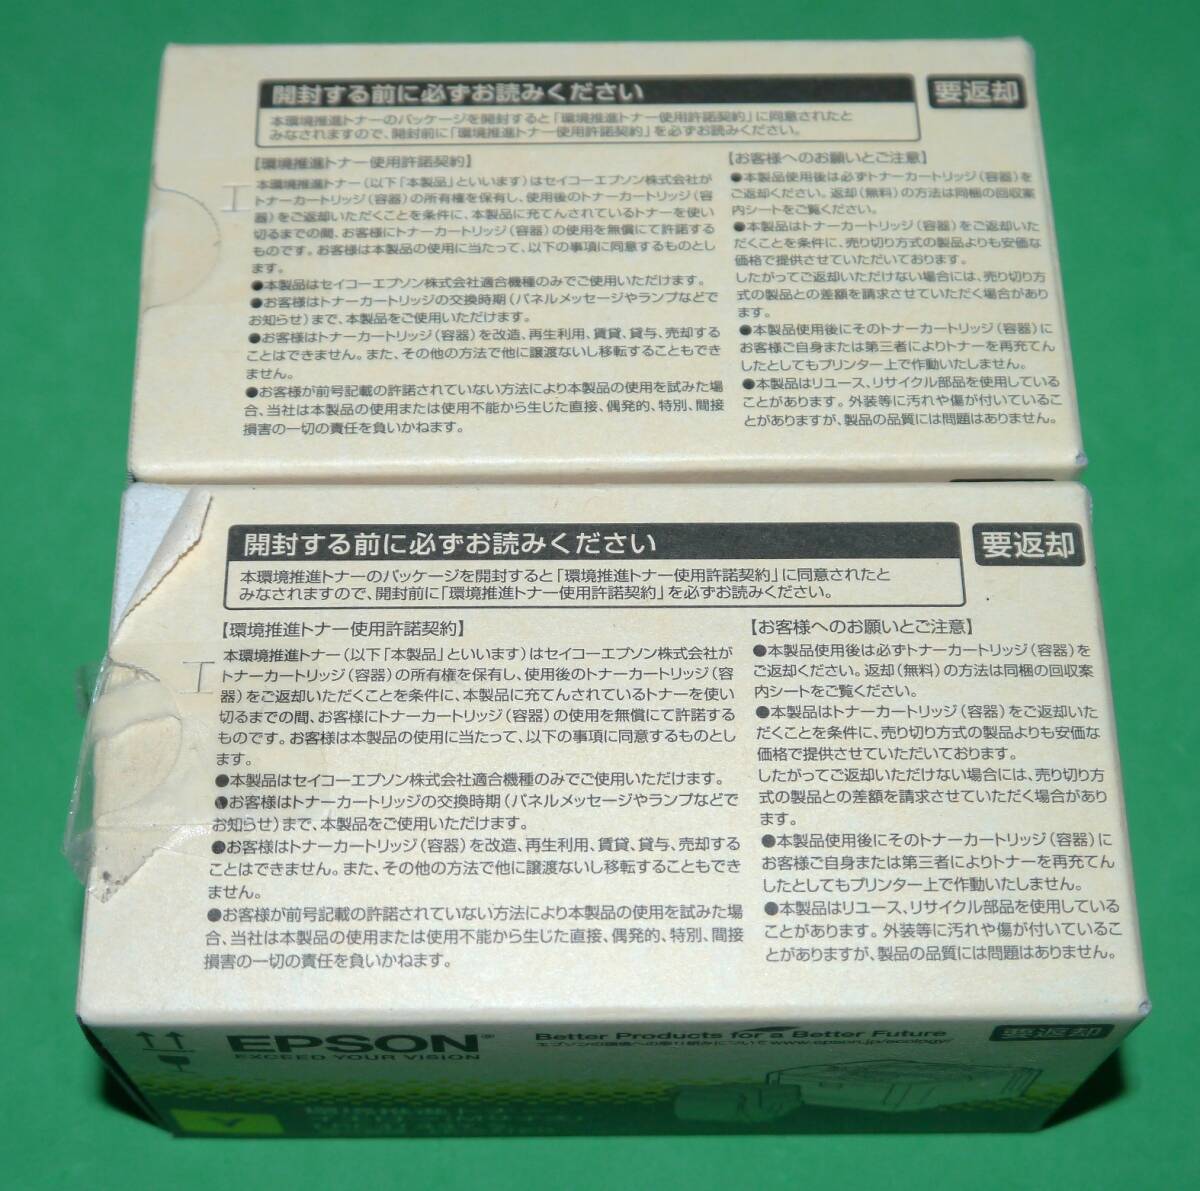 開封する前に必ずお読みください
要返却
本環境推進トナーのパッケージを開封すると「環境推進トナー使用許諾契約」に同意されたと
みなされますので、開封前に「環境推進トナー使用許諾契約」を必ずお読みください。
【環境推進トナー使用許諾契約】
本環境推進トナー（以下「本製品」といいます）はセイコーエプソン株式会社が
トナーカートリッジ（容器）の所有権を保有し、使用後のトナーカートリッジ（容
器）をご返却いただくことを条件に、本製品に充てんされているトナーを使い
切るまでの間、お客様にトナーカートリッジ（容器）の使用を無償にて許諾する
ものです。お客様は本製品の使用に当たって、以下の事項に同意するものとし
ます。
●本製品はセイコーエプソン株式会社適合機種のみでご使用いただけます。
●お客様はトナーカートリッジの交換時期（パネルメッセージやランプなどで
お知らせ）まで、本製品をご使用いただけます。
●お客様はトナーカートリッジ（容器）を改造、再生利用、賃貸、貸与、売却する
ことはできません。また、その他の方法で他に譲渡ないし移転することもでき
ません。
●お客様が前号記載の許諾されていない方法により本製品の使用を試みた場
合、当社は本製品の使用または使用不能から生じた直接、偶発的、特別、間接
損害の一切の責任を負いかねます。
【お客様へのお願いとご注意】
●本製品使用後は必ずトナーカートリッジ（容器）を
ご返却ください。返却（無料）の方法は同梱の回収案
内シートをご覧ください。
●本製品はトナーカートリッジ（容器）をご返却いた
だくことを条件に、売り切り方式の製品よりも安価な
価格で提供させていただいております。
したがってご返却いただけない場合には、売り切り方
式の製品との差額を請求させていただく場合があり
ます。
●本製品使用後にそのトナーカートリッジ（容器）に
お客様ご自身または第三者によりトナーを再充てん
したとしてもプリンター上で作動いたしません。
●本製品はリユース、リサイクル部品を使用している
ことがあります。外装等に汚れや傷が付いているこ
とがありますが、製品の品質には問題はありません。
開封する前に必ずお読みください
要返却
本環境推進トナーのパッケージを開封すると「環境推進トナー使用許諾契約」に同意されたと
みなされますので、開封前に「環境推進トナー使用許諾契約」を必ずお読みください。
【環境推進トナー使用許諾契約】
本環境推進トナー（以下「本製品」といいます）はセイコーエプソン株式会社が
トナーカートリッジ（容器）の所有権を保有し、使用後のトナーカートリッジ（容
器）をご返却いただくことを条件に、本製品に充てんされているトナーを使い
切るまでの間、お客様にトナーカートリッジ（容器）の使用を無償にて許諾する
ものです。お客様は本製品の使用に当たって、以下の事項に同意するものとし
ます。
●本製品はセイコーエプソン株式会社適合機種のみでご使用いただけます。
●お客様はトナーカートリッジの交換時期（パネルメッセージやランプなどで
お知らせ）まで、本製品をご使用いただけます。
●お客様はトナーカートリッジ（容器）を改造、再生利用、賃貸、貸与、売却する
ことはできません。また、その他の方法で他に譲渡ないし移転することもでき
ません。
●お客様が前号記載の許諾されていない方法により本製品の使用を試みた場
合、当社は本製品の使用または使用不能から生じた直接、偶発的、特別、間接
損害の一切の責任を負いかねます。
【お客様へのお願いとご注意】
●本製品使用後は必ずトナーカートリッジ（容器）を
ご返却ください。返却（無料）の方法は同梱の回収案
内シートをご覧ください。
●本製品はトナーカートリッジ（容器）をご返却いた
だくことを条件に、売り切り方式の製品よりも安価な
価格で提供させていただいております。
したがってご返却いただけない場合には、売り切り方
式の製品との差額を請求させていただく場合があり
ます。
●本製品使用後にそのトナーカートリッジ（容器）に
お客様ご自身または第三者によりトナーを再充てん
したとしてもプリンター上で作動いたしません。
●本製品はリユース、リサイクル部品を使用している
ことがあります。外装等に汚れや傷が付いているこ
とがありますが、製品の品質には問題はありません。
EPSON®
EXCEED YOUR VISION
Better Products for a Better Future
エプソンの環境への取り組みについて www.epson.jp/ecology/
要返却
Y
環境推進トナー